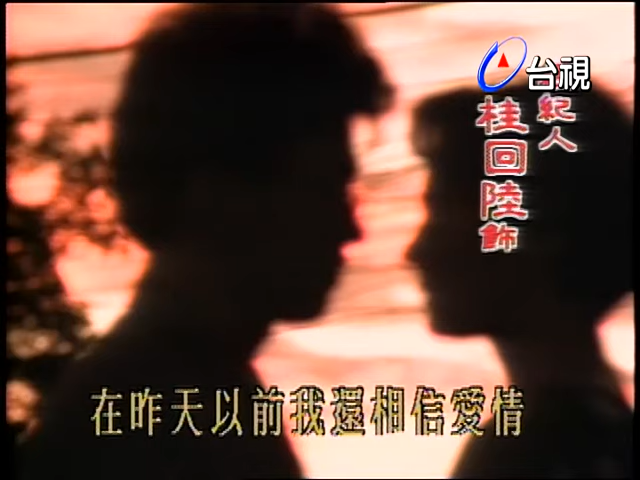 台視
紀人
桂回陸 飾
在昨天以前我還相信愛情